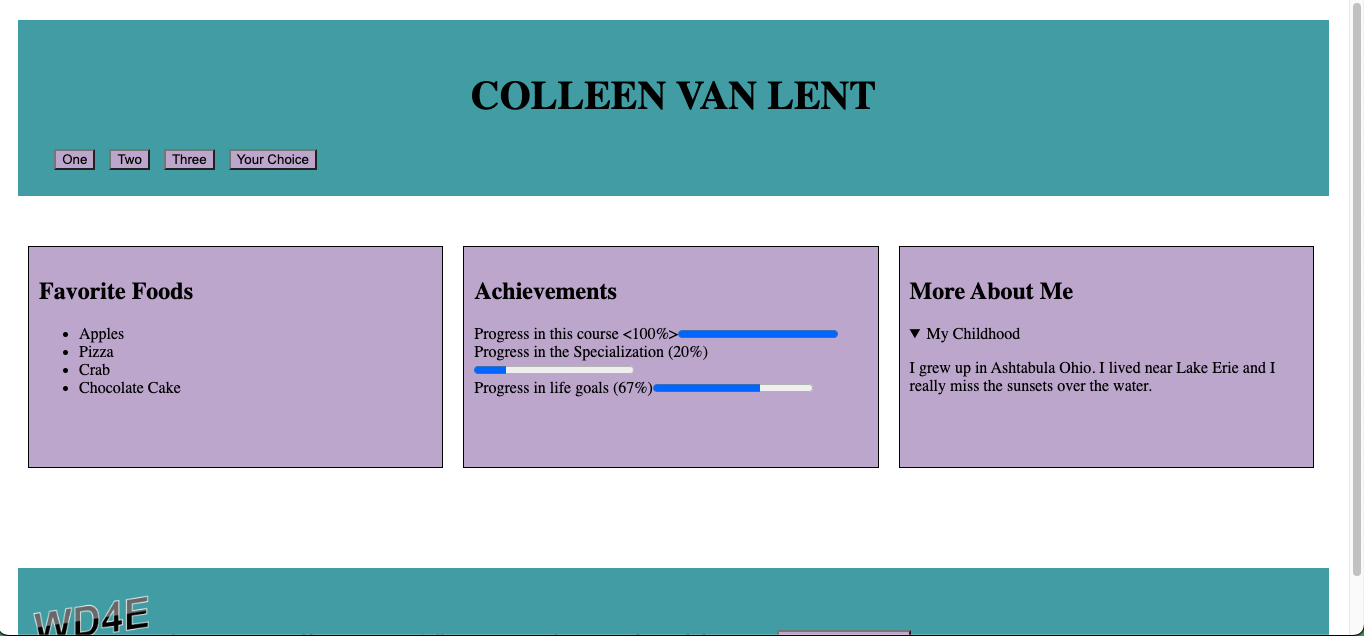 COLLEEN VAN LENT
One Two Three Your Choice
Favorite Foods
Apples
Pizza
Crab
Chocolate Cake
Achievements
Progress in this course <100%>
Progress in the Specialization (20%)
Progress in life goals (67%)
More About Me
My Childhood
I grew up in Ashtabula Ohio. I lived near Lake Erie and I
really miss the sunsets over the water.
WD4E